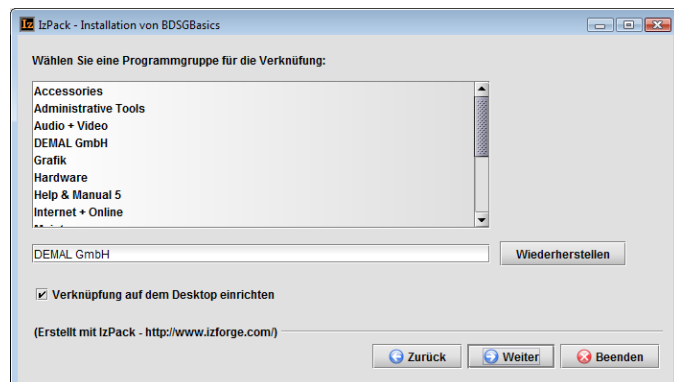 IzPack - Installation von BDSGBasics
Wählen Sie eine Programmgruppe für die Verknüfung:
Accessories
Administrative Tools
Audio + Video
DEMAL GmbH
Grafik
Hardware
Help & Manual 5
Internet + Online
DEMAL GmbH
Wiederherstellen
Verknüpfung auf dem Desktop einrichten
(Erstellt mit IzPack - http://www.izforge.com/)
Zurück
Weiter
Beenden